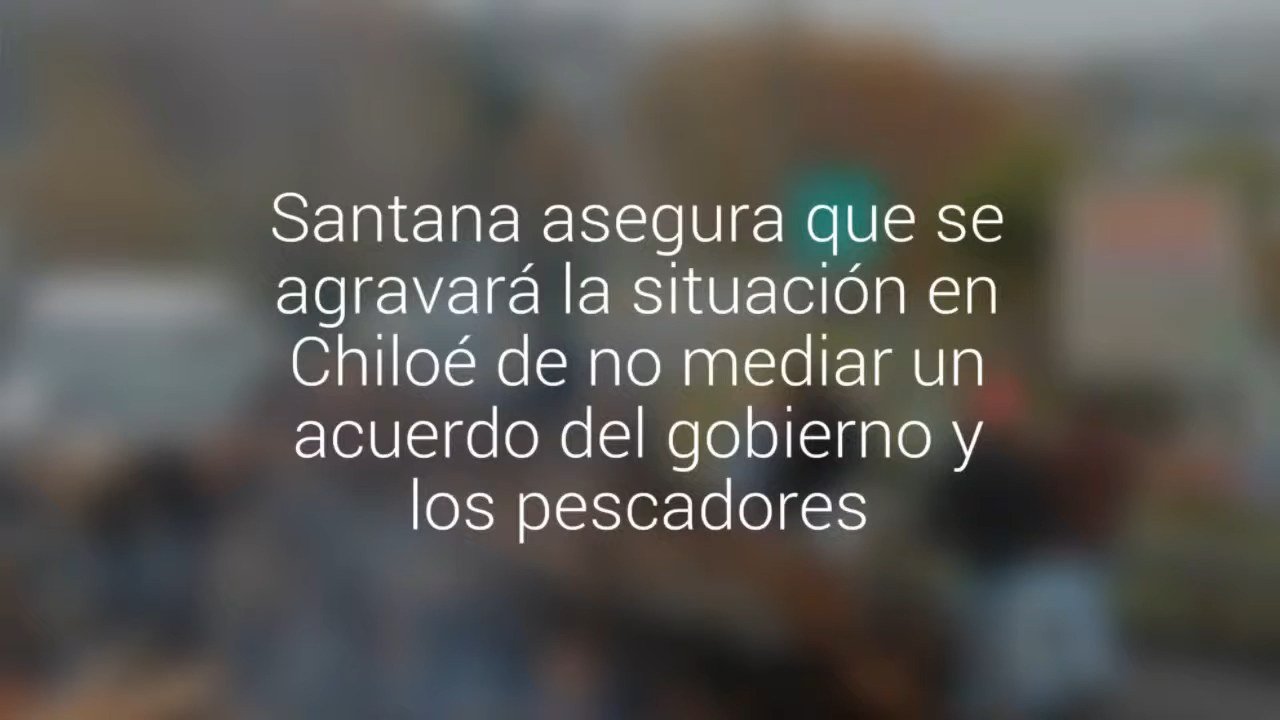 Santana asegura que se
agravará la situación en
Chiloé de no mediar un
acuerdo del gobierno y
los pescadores